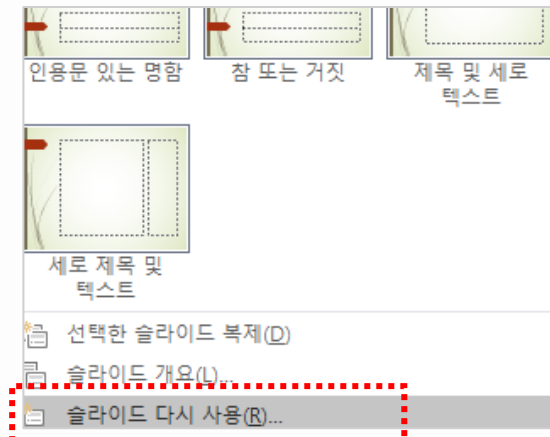 인용문 있는 명함
참 또는 거짓
제목 및 세로
텍스트
세로 제목 및
텍스트
선택한 슬라이드 복제(D)
슬라이드 개요(L)...
슬라이드 다시 사용(R)...